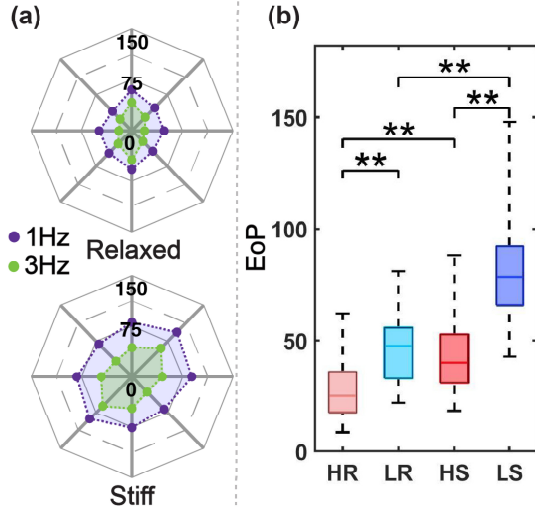 (a)
150
75
0
Relaxed
1Hz
3Hz
150
75
0
Stiff
(b)
EoP
150
100
50
0
**
**
**
**
HR LR HS LS